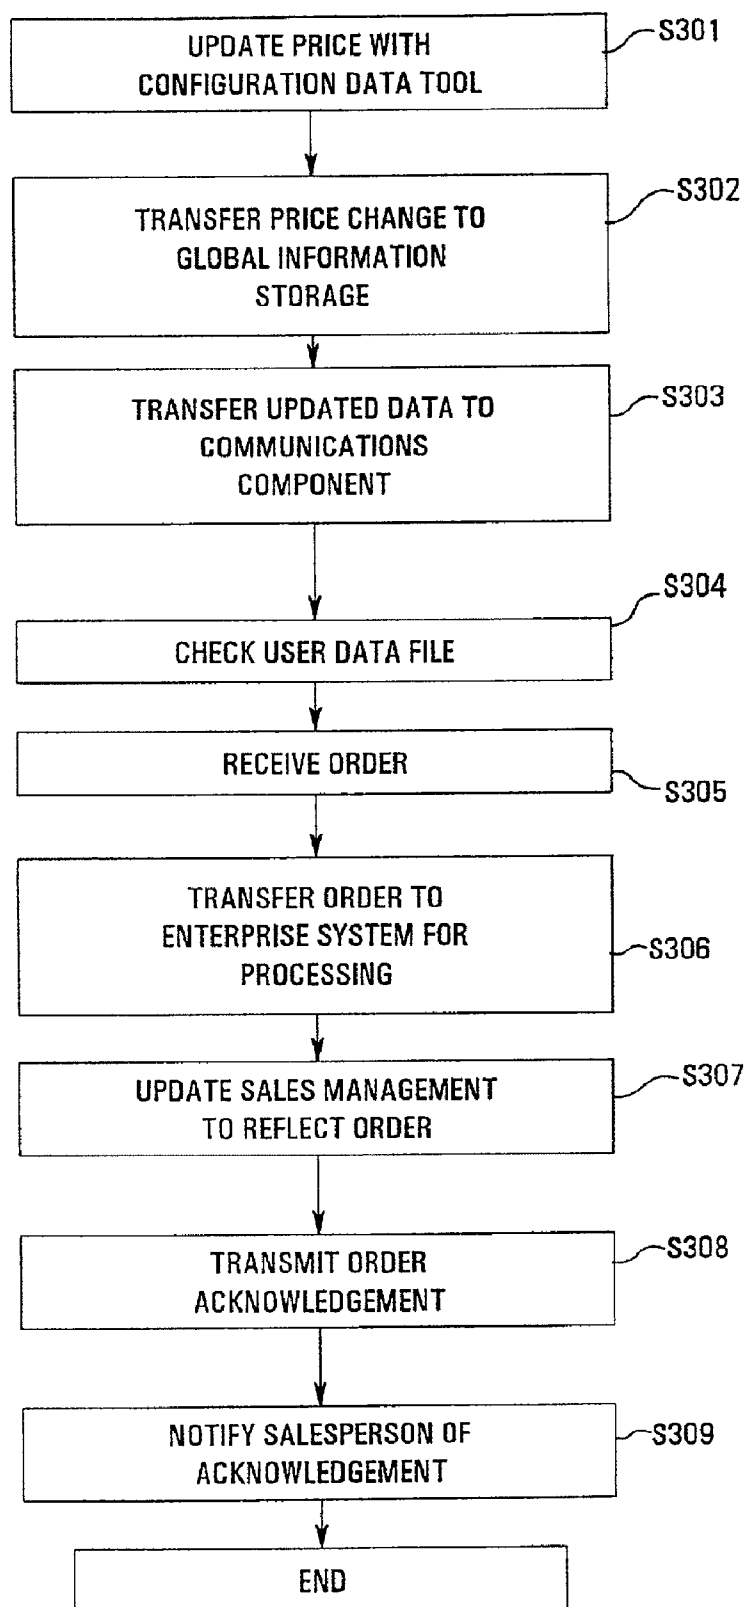 S301
UPDATE PRICE WITH
CONFIGURATION DATA TOOL
S302
TRANSFER PRICE CHANGE TO
GLOBAL INFORMATION
STORAGE
S303
TRANSFER UPDATED DATA TO
COMMUNICATIONS
COMPONENT
S304
CHECK USER DATA FILE
RECEIVE ORDER
S305
TRANSFER ORDER TO
ENTERPRISE SYSTEM FOR
PROCESSING
S306
UPDATE SALES MANAGEMENT
TO REFLECT ORDER
S307
TRANSMIT ORDER
ACKNOWLEDGEMENT
S308
NOTIFY SALESPERSON OF
ACKNOWLEDGEMENT
S309
END